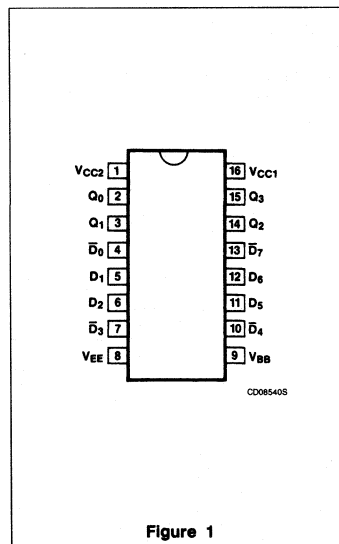 VCC2 1 16 VCC1
Q0 2 15 Q3
Q1 3 14 Q2
D̅0 4 13 D̅7
D1 5 12 D6
D2 6 11 D5
D̅3 7 10 D̅4
VEE 8 9 VBB
CD08540S
Figure 1